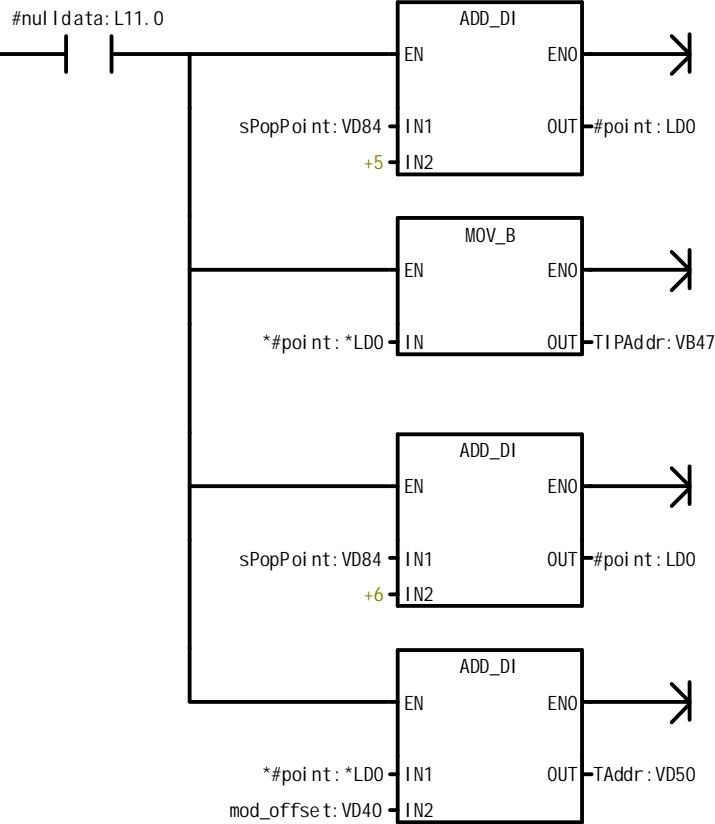 #nulldata:L11.0
ADD_DI
EN ENO
sPopPoint:VD84 IN1 OUT #point:LD0
+5 IN2
MOV_B
EN ENO
*#point:*LD0 IN OUT TIPAddr:VB47
ADD_DI
EN ENO
sPopPoint:VD84 IN1 OUT #point:LD0
+6 IN2
ADD_DI
EN ENO
*#point:*LD0 IN1 OUT TAddr:VD50
mod_offset:VD40 IN2